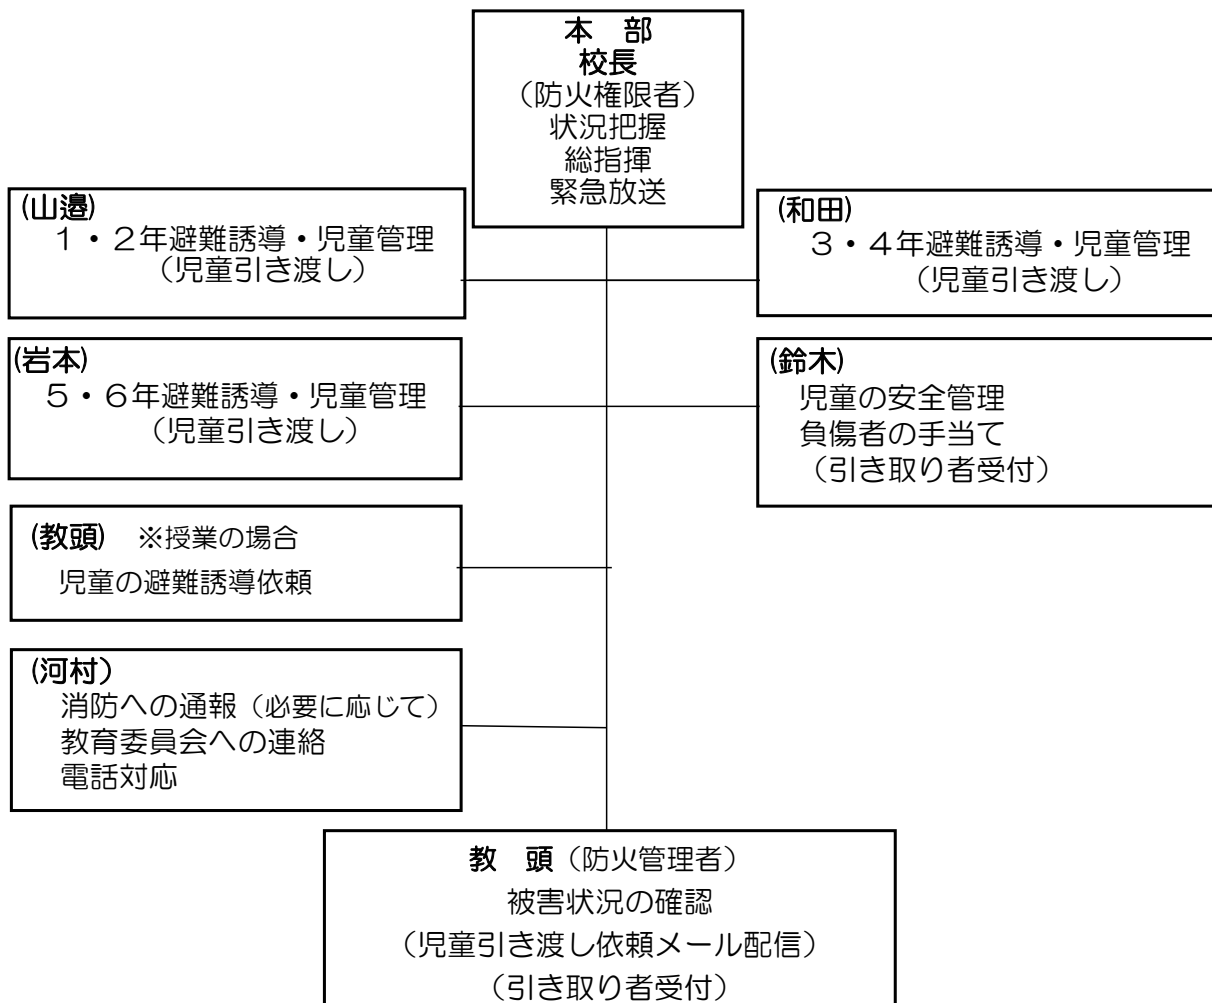 本　部
校長
（防火権限者）
状況把握
総指揮
緊急放送
(山邉)
１・２年避難誘導・児童管理
（児童引き渡し）
(和田)
３・４年避難誘導・児童管理
（児童引き渡し）
(岩本)
５・６年避難誘導・児童管理
（児童引き渡し）
(鈴木)
児童の安全管理
負傷者の手当て
（引き取り者受付）
(教頭)　※授業の場合
児童の避難誘導依頼
(河村）
消防への通報（必要に応じて）
教育委員会への連絡
電話対応
教　頭（防火管理者）
被害状況の確認
（児童引き渡し依頼メール配信）
（引き取り者受付）